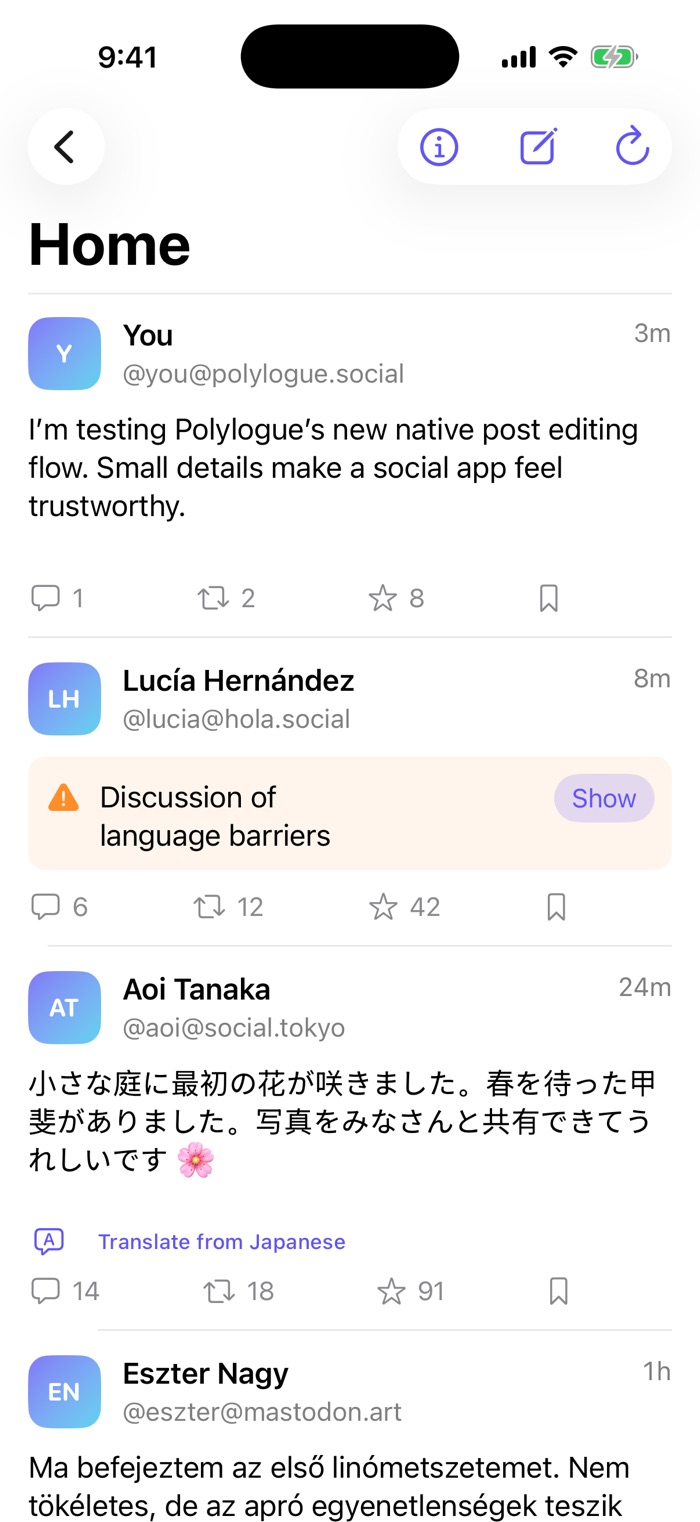 9:41
Home
Y
You
3m
@you@polylogue.social
I’m testing Polylogue’s new native post editing
flow. Small details make a social app feel
trustworthy.
1
2
8
LH
Lucía Hernández
8m
@lucia@hola.social
Discussion of
language barriers
Show
6
12
42
AT
Aoi Tanaka
24m
@aoi@social.tokyo
小さな庭に最初の花が咲きました。春を待った甲
斐がありました。写真をみなさんと共有できてう
れしいです 🌸
A
Translate from Japanese
14
18
91
EN
Eszter Nagy
1h
@eszter@mastodon.art
Ma befejeztem az első linómetszetemet. Nem
tökéletes, de az apró egyenetlenségek teszik